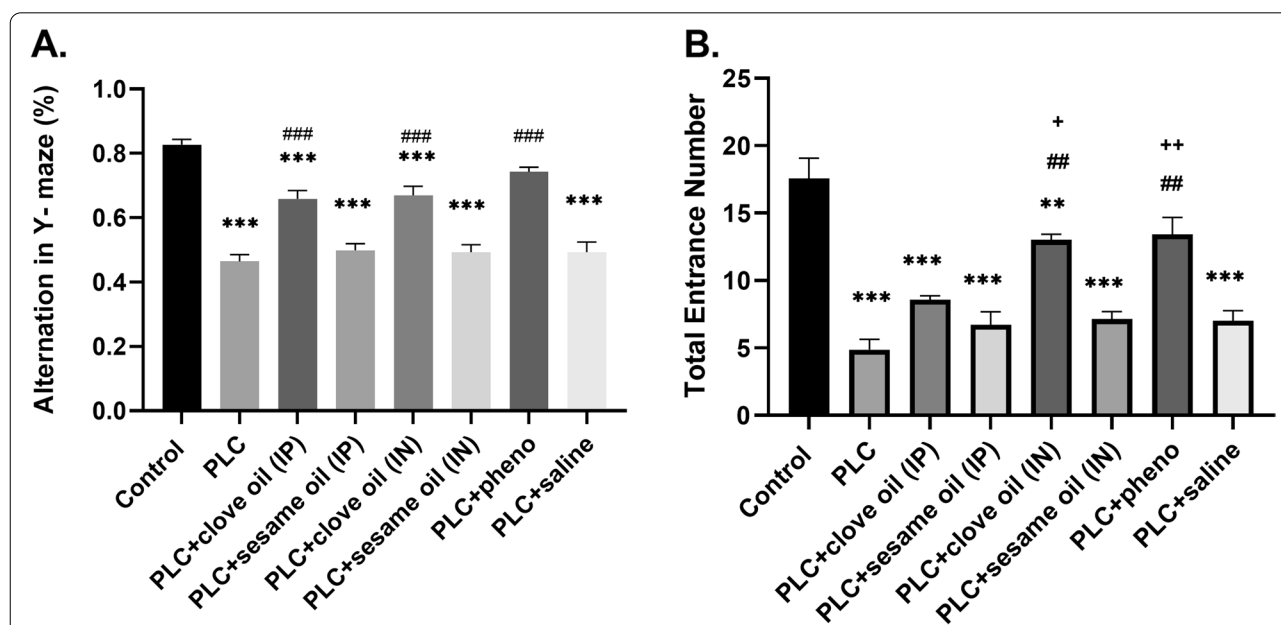 A.
Alternation in Y- maze (%)
1.0
0.8
0.6
0.4
0.2
0.0
***
###
***
***
###
***
***
###
***
Control
PLC
PLC+clove oil (IP)
PLC+sesame oil (IP)
PLC+clove oil (IN)
PLC+sesame oil (IN)
PLC+pheno
PLC+saline
B.
Total Entrance Number
25
20
15
10
5
0
***
***
***
+
##
**
***
++
##
***
Control
PLC
PLC+clove oil (IP)
PLC+sesame oil (IP)
PLC+clove oil (IN)
PLC+sesame oil (IN)
PLC+pheno
PLC+saline